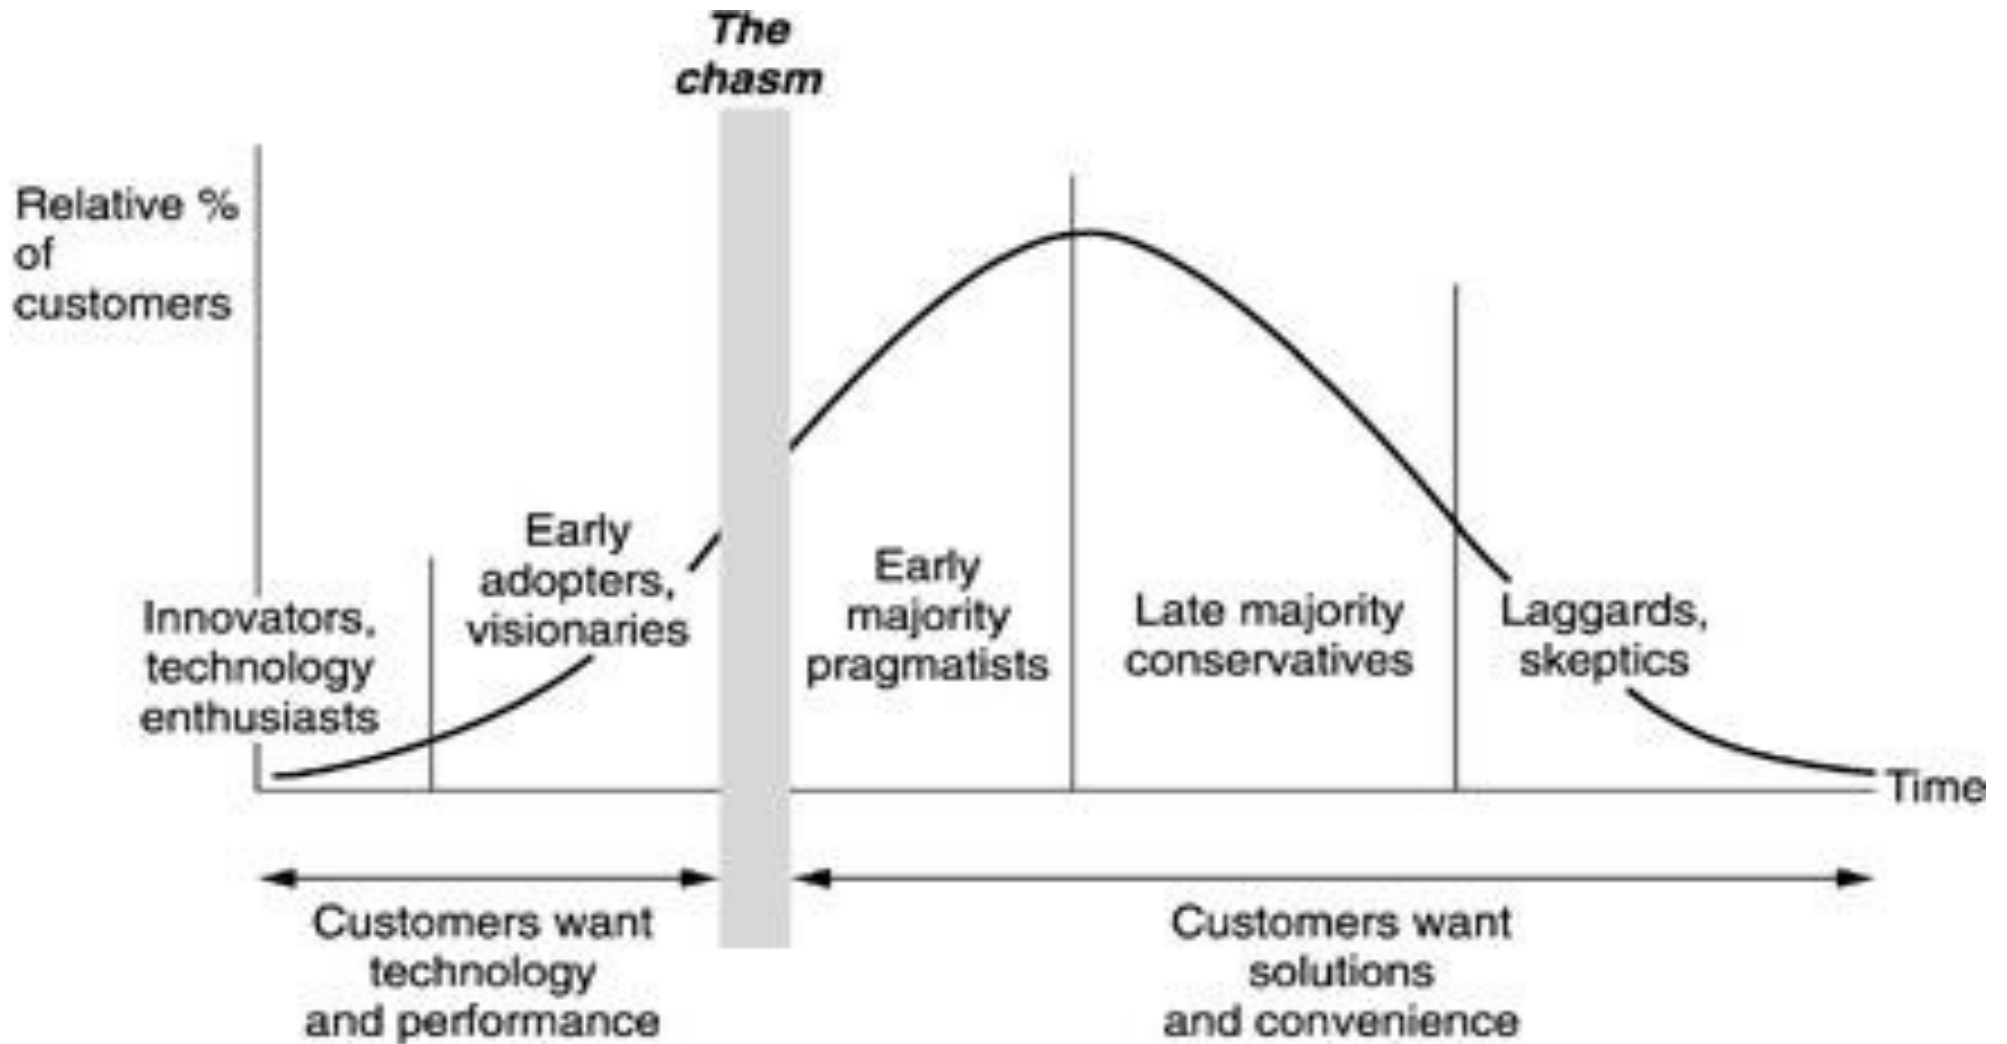 The
chasm
Relative %
of
customers
Innovators,
technology
enthusiasts
Early
adopters,
visionaries
Early
majority
pragmatists
Late majority
conservatives
Laggards,
skeptics
Time
Customers want
technology
and performance
Customers want
solutions
and convenience